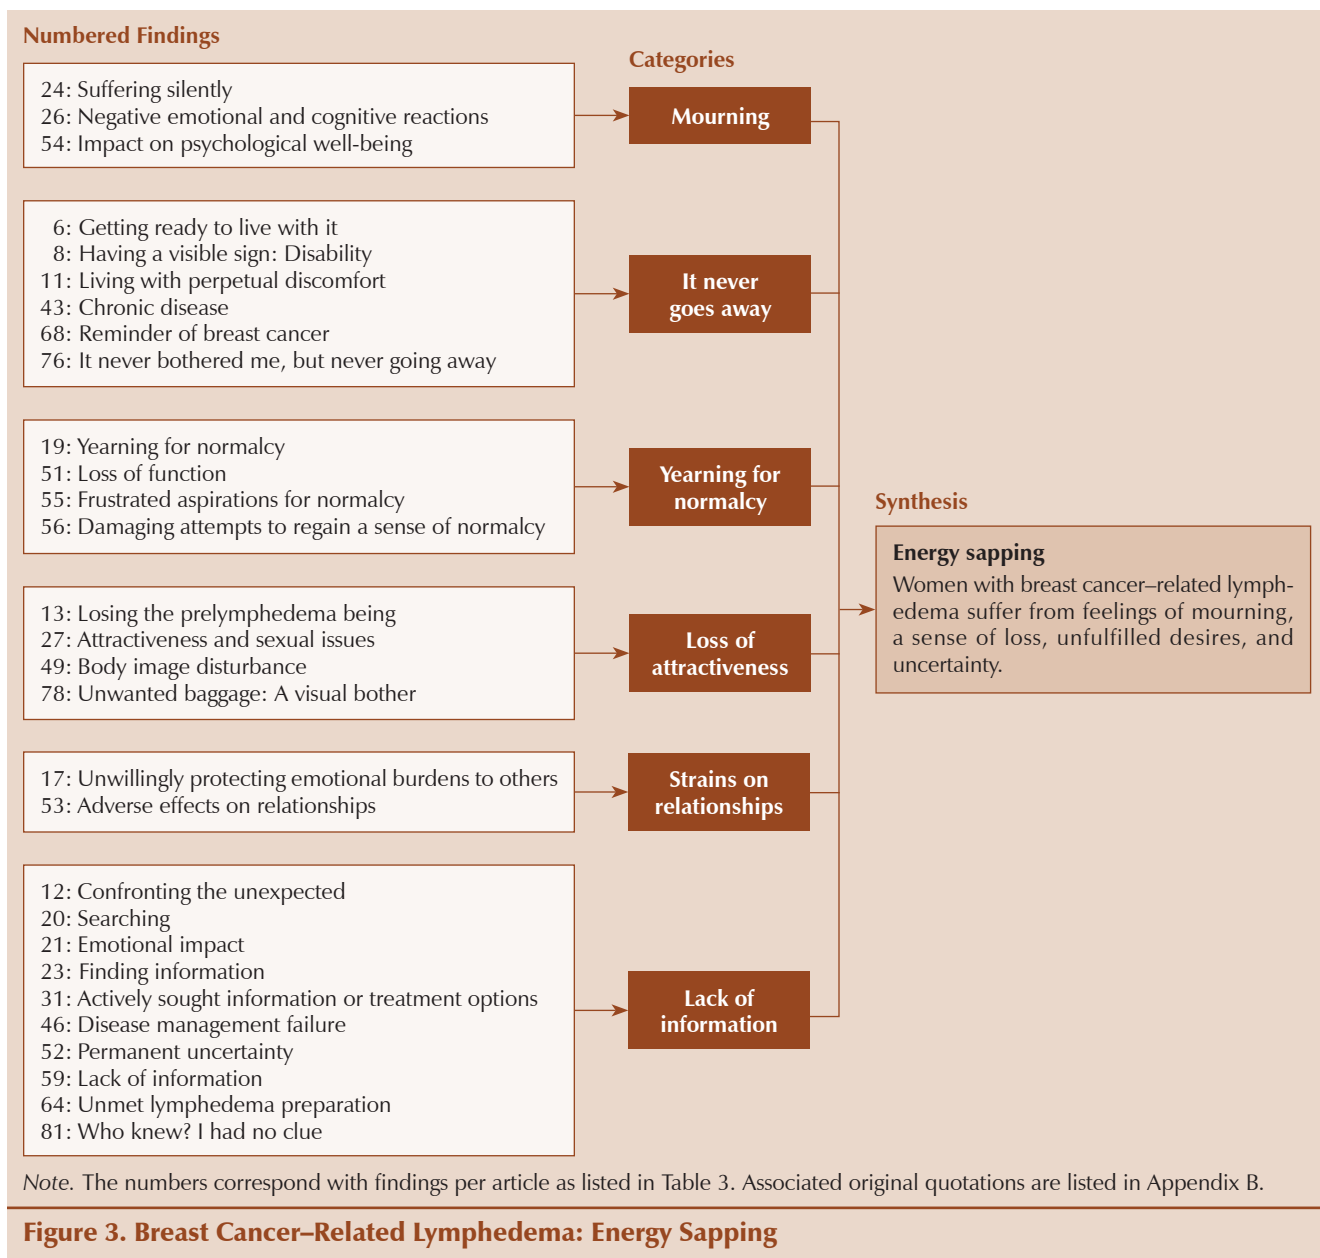 Numbered Findings
24: Suffering silently
26: Negative emotional and cognitive reactions
54: Impact on psychological well-being
6: Getting ready to live with it
8: Having a visible sign: Disability
11: Living with perpetual discomfort
43: Chronic disease
68: Reminder of breast cancer
76: It never bothered me, but never going away
19: Yearning for normalcy
51: Loss of function
55: Frustrated aspirations for normalcy
56: Damaging attempts to regain a sense of normalcy
13: Losing the prelymphedema being
27: Attractiveness and sexual issues
49: Body image disturbance
78: Unwanted baggage: A visual bother
17: Unwillingly protecting emotional burdens to others
53: Adverse effects on relationships
12: Confronting the unexpected
20: Searching
21: Emotional impact
23: Finding information
31: Actively sought information or treatment options
46: Disease management failure
52: Permanent uncertainty
59: Lack of information
64: Unmet lymphedema preparation
81: Who knew? I had no clue
Categories
Mourning
It never
goes away
Yearning for
normalcy
Loss of
attractiveness
Strains on
relationships
Lack of
information
Synthesis
Energy sapping
Women with breast cancer–related lymph-
edema suffer from feelings of mourning,
a sense of loss, unfulfilled desires, and
uncertainty.
Note. The numbers correspond with findings per article as listed in Table 3. Associated original quotations are listed in Appendix B.
Figure 3. Breast Cancer–Related Lymphedema: Energy Sapping